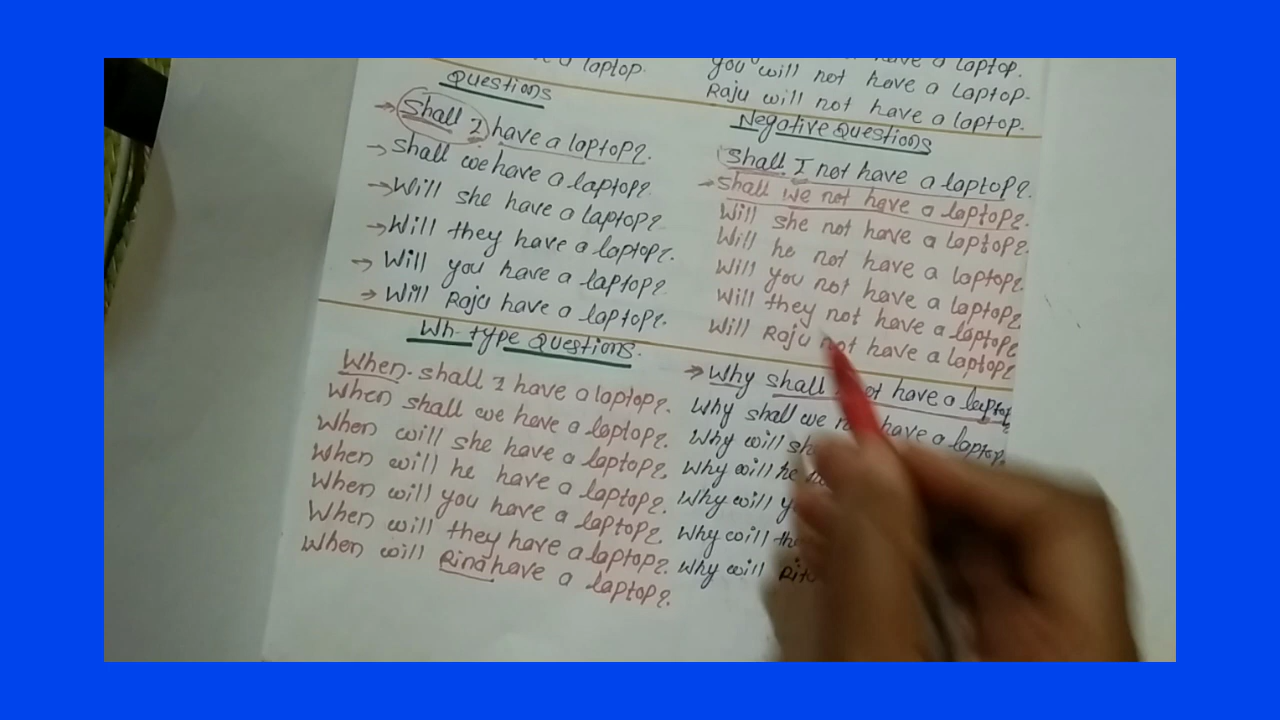 a laptop.
you will not have a laptop.
Raju will not have a laptop.
Questions
→ Shall I have a laptop?
→ Shall we have a laptop?
→ Will she have a laptop?
→ Will they have a laptop?
→ Will you have a laptop?
→ Will Raju have a laptop?
Negative Questions
Shall I not have a laptop?
→ Shall we not have a laptop?
Will she not have a laptop?
Will he not have a laptop?
Will you not have a laptop?
Will they not have a laptop?
Will Raju not have a laptop?
Wh-type Questions.
When shall I have a laptop?
When shall we have a laptop?
When will she have a laptop?
When will he have a laptop?
When will you have a laptop?
When will they have a laptop?
When will Rina have a laptop?
→ Why shall not have a laptop
Why shall we have a laptop?
Why will
Why will he
Why will
Why will
Why will